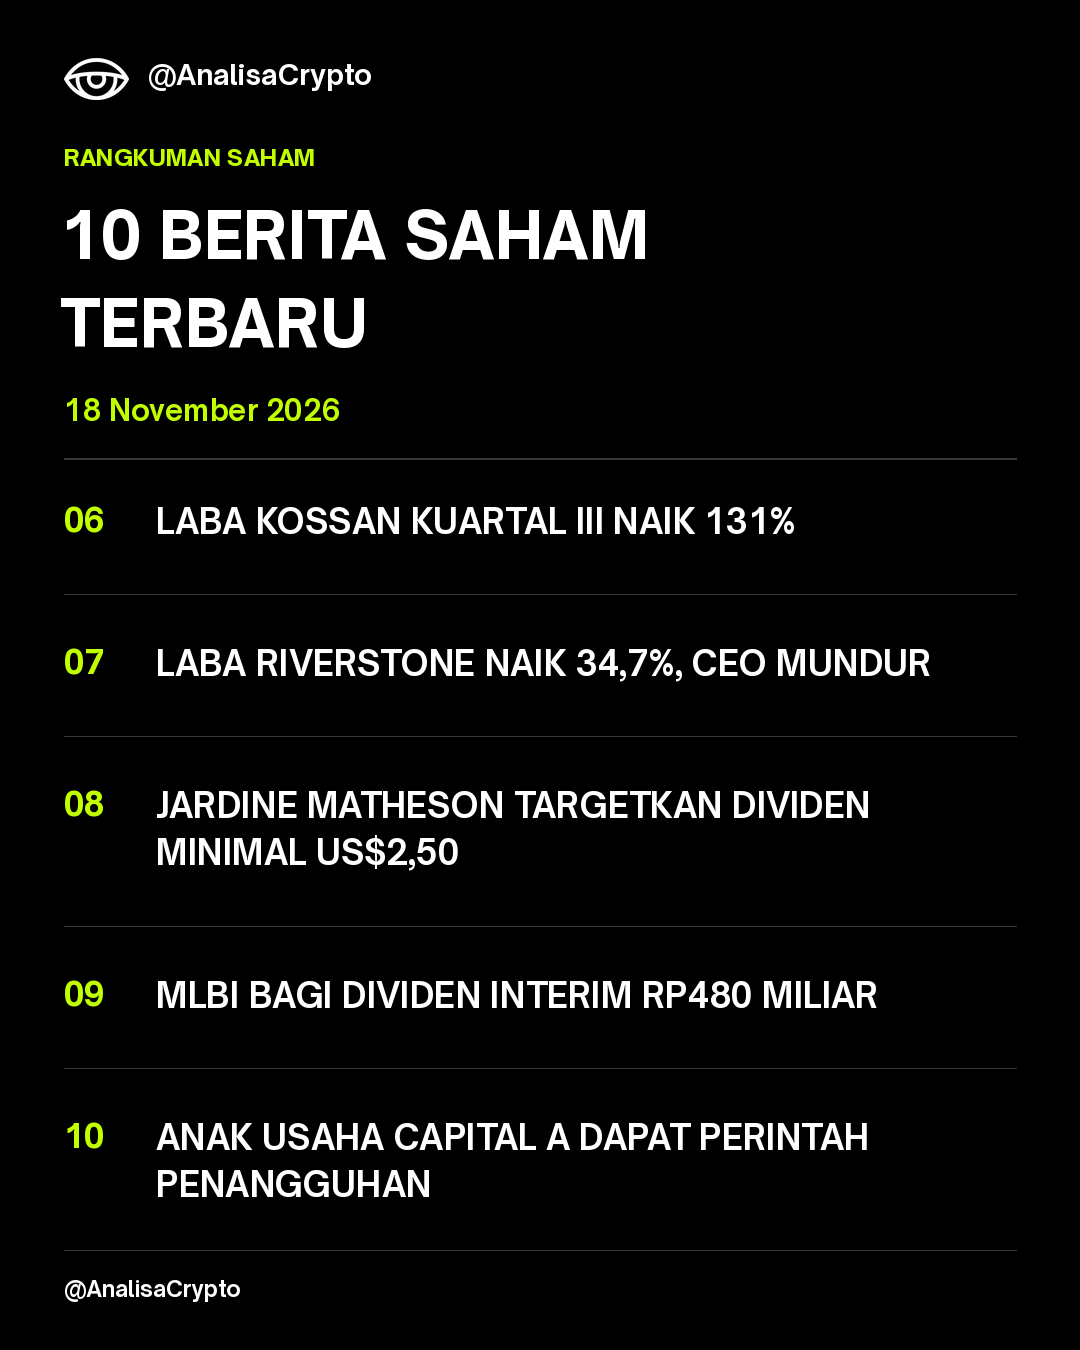 @AnalisaCrypto
RANGKUMAN SAHAM
10 BERITA SAHAM
TERBARU
18 November 2026
06 LABA KOSSAN KUARTAL III NAIK 131%
07 LABA RIVERSTONE NAIK 34,7%, CEO MUNDUR
08 JARDINE MATHESON TARGETKAN DIVIDEN
MINIMAL US$2,50
09 MLBI BAGI DIVIDEN INTERIM RP480 MILIAR
10 ANAK USAHA CAPITAL A DAPAT PERINTAH
PENANGGUHAN
@AnalisaCrypto